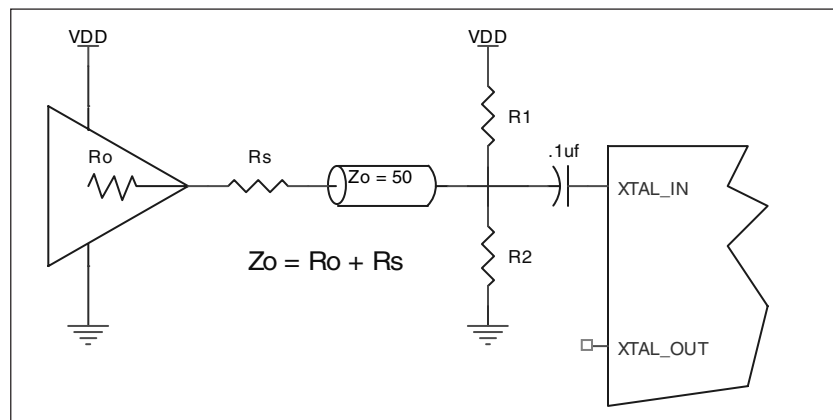 VDD
VDD
R1
Ro
Rs
.1uf
Zo = 50
XTAL_IN
Zo = Ro + Rs
R2
XTAL_OUT